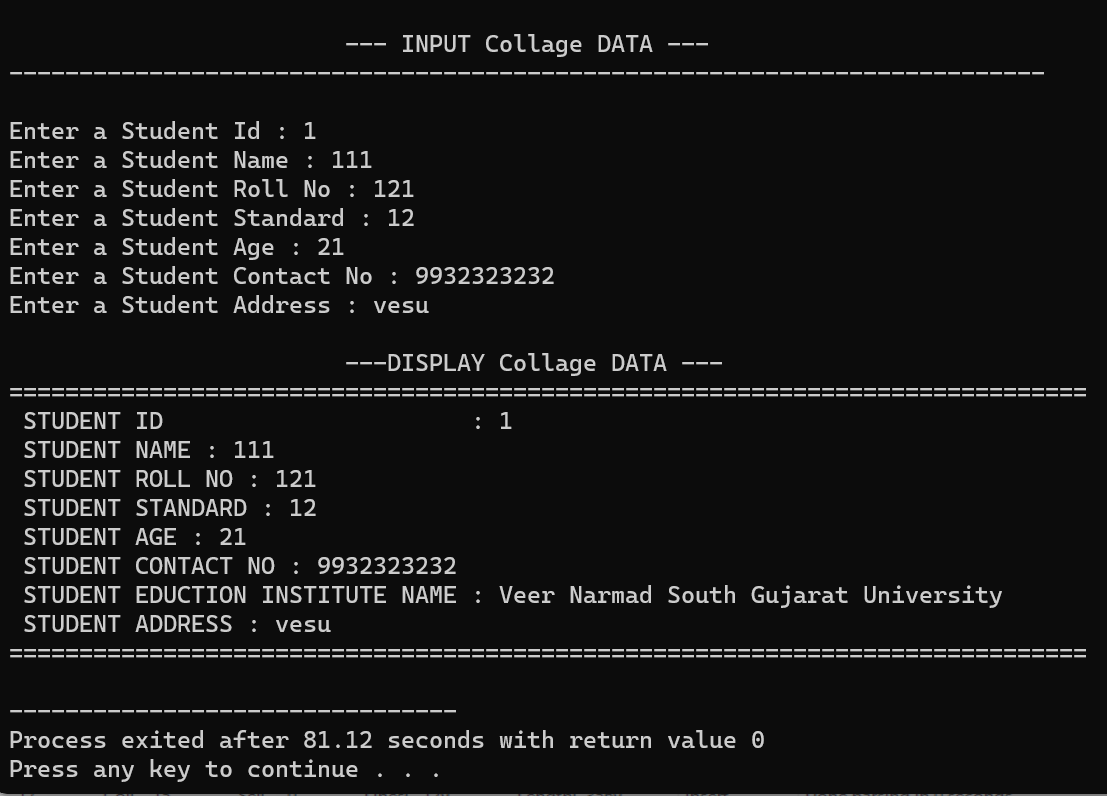 --- INPUT Collage DATA ---
--------------------------------------------------------------------------
Enter a Student Id : 1
Enter a Student Name : 111
Enter a Student Roll No : 121
Enter a Student Standard : 12
Enter a Student Age : 21
Enter a Student Contact No : 9932323232
Enter a Student Address : vesu
---DISPLAY Collage DATA ---
=============================================================================
STUDENT ID                      : 1
STUDENT NAME : 111
STUDENT ROLL NO : 121
STUDENT STANDARD : 12
STUDENT AGE : 21
STUDENT CONTACT NO : 9932323232
STUDENT EDUCTION INSTITUTE NAME : Veer Narmad South Gujarat University
STUDENT ADDRESS : vesu
=============================================================================
--------------------------------
Process exited after 81.12 seconds with return value 0
Press any key to continue . . .